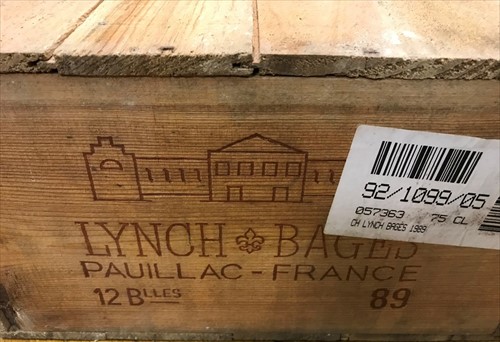 LYNCH BAGES
PAUILLAC-FRANCE
12 BLLES
89
92/1099/05
057363 75 CL
CH LYNCH BAGES 1989